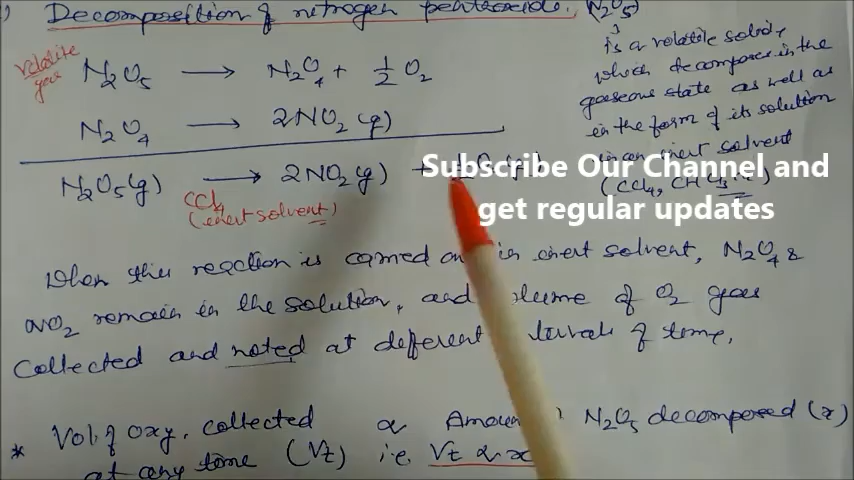 Decomposition of nitrogen pentoxide. (N2O5)
is a volatile solid,
which decomposes in the
gaseous state as well as
in the form of its solution
in an inert solvent
(CCl4, CHCl3
volatile
gas
N2O5 → N2O4 + 1/2 O2
N2O4 → 2NO2 (g)
N2O5(g) → 2NO2(g) +
CCl4
(inert solvent)
Subscribe Our Channel and
get regular updates
When this reaction is carried on in inert solvent, N2O4 &
NO2 remain in the solution, and volume of O2 gas
Collected and noted at different intervals of time,
* Vol. of oxy. collected ∝ Amount N2O5 decomposed (x)
at any time (Vt) i.e Vt ∝ x